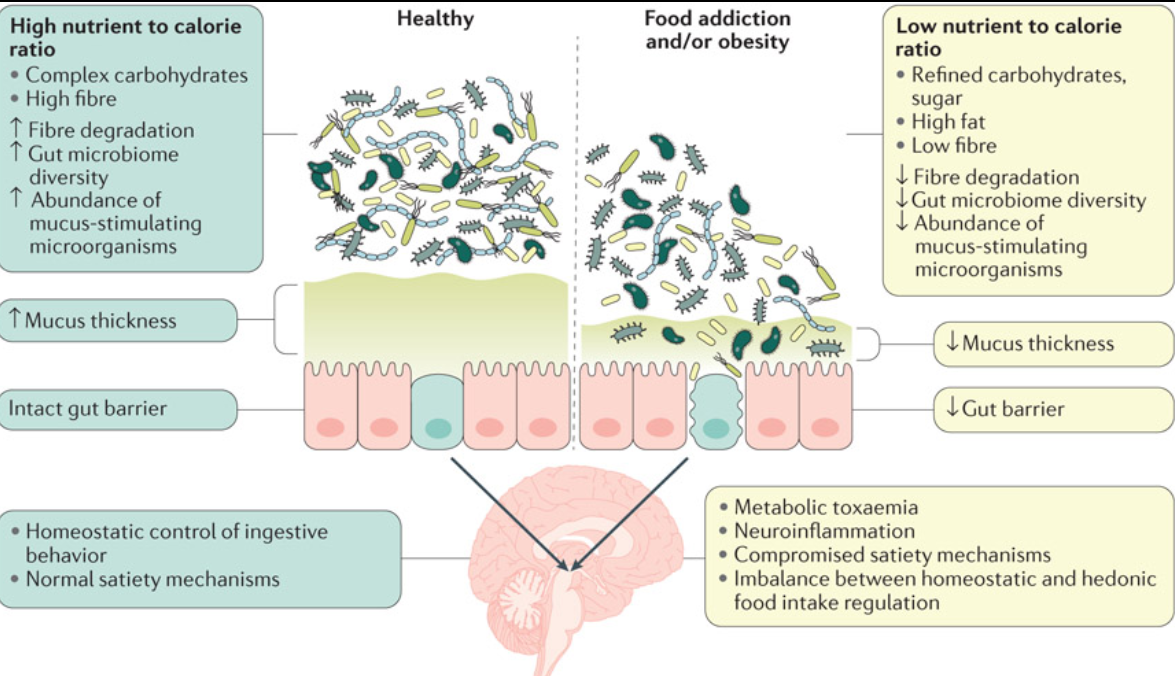 Healthy
Food addiction
and/or obesity
High nutrient to calorie
ratio
• Complex carbohydrates
• High fibre
↑ Fibre degradation
↑ Gut microbiome
diversity
↑ Abundance of
mucus-stimulating
microorganisms
Low nutrient to calorie
ratio
• Refined carbohydrates,
sugar
• High fat
• Low fibre
↓ Fibre degradation
↓ Gut microbiome diversity
↓ Abundance of
mucus-stimulating
microorganisms
↑ Mucus thickness
↓ Mucus thickness
Intact gut barrier
↓ Gut barrier
• Homeostatic control of ingestive
behavior
• Normal satiety mechanisms
• Metabolic toxaemia
• Neuroinflammation
• Compromised satiety mechanisms
• Imbalance between homeostatic and hedonic
food intake regulation